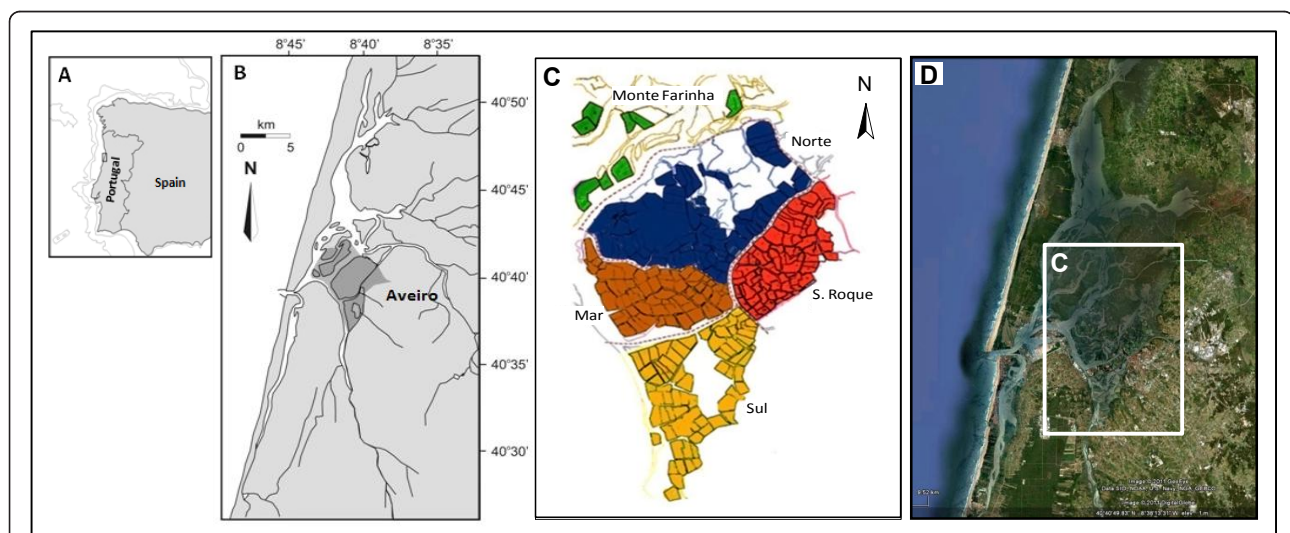 A
Portugal
Spain
B
8°45' 8°40' 8°35'
km
0 5
N
40°50'
40°45'
40°40'
40°35'
40°30'
Aveiro
C
N
Monte Farinha
Norte
S. Roque
Mar
Sul
D
C